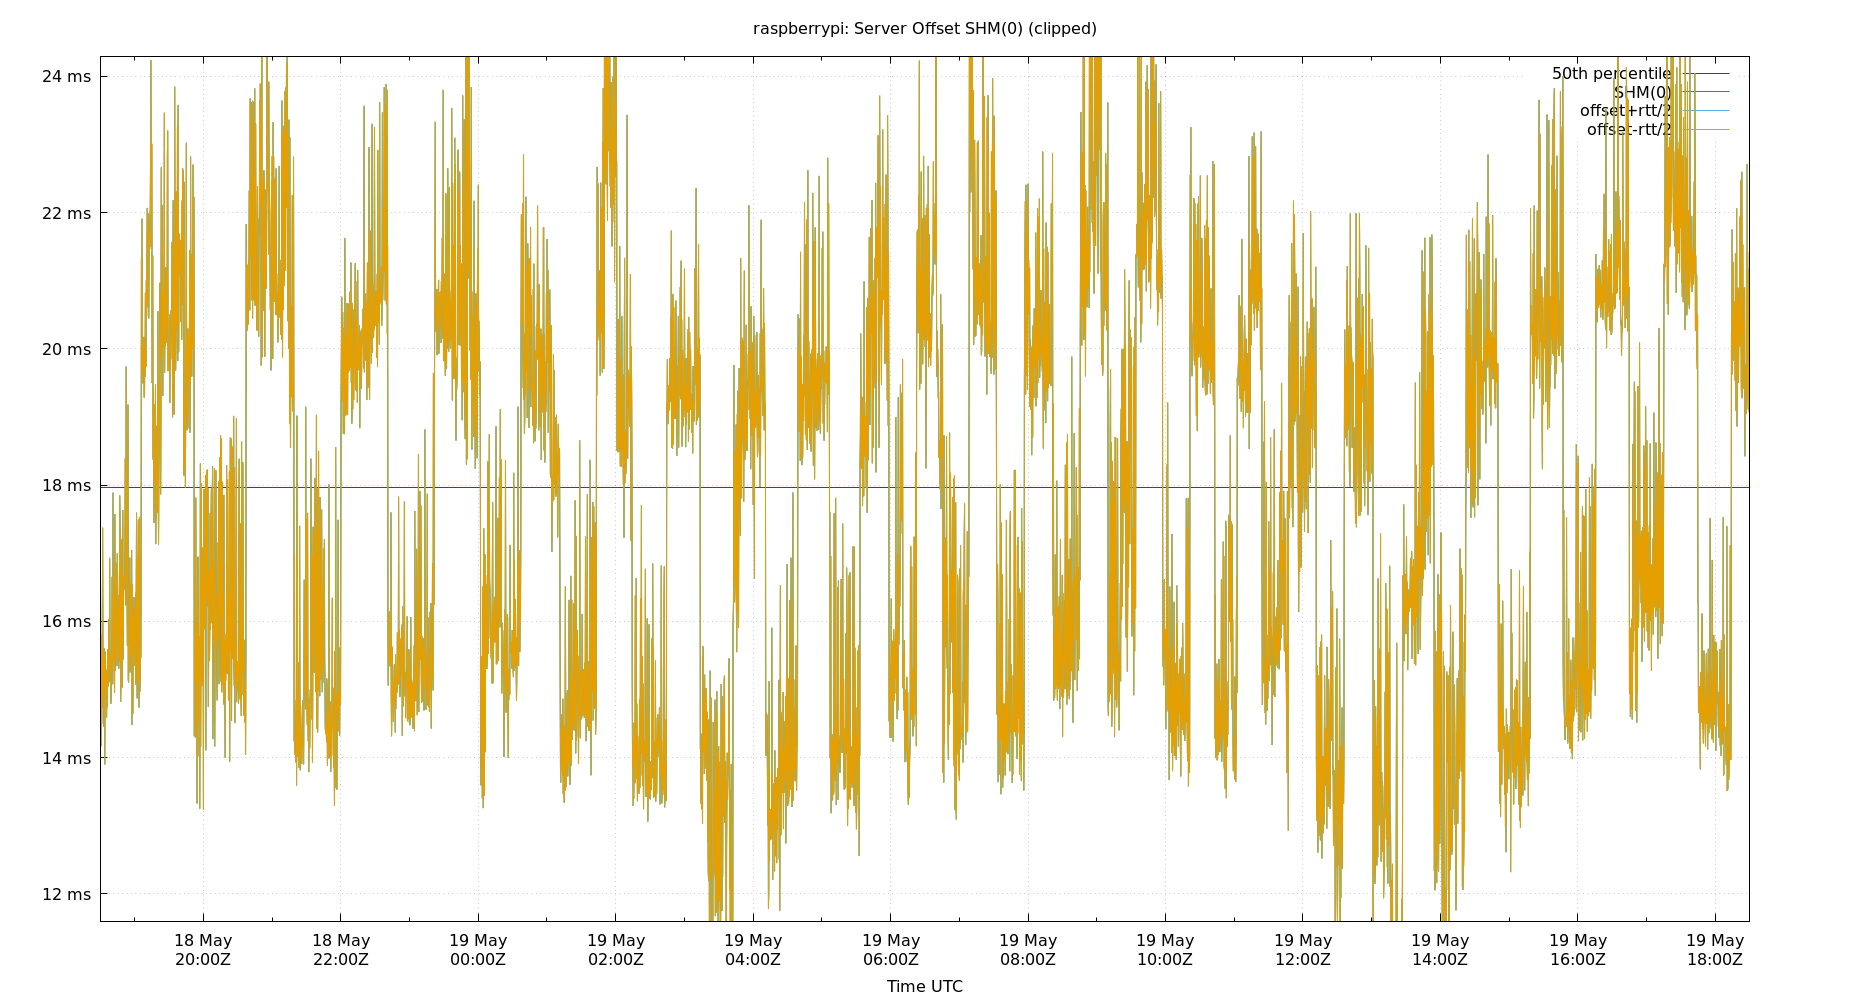 raspberrypi: Server Offset SHM(0) (clipped)
24 ms
22 ms
20 ms
18 ms
16 ms
14 ms
12 ms
50th percentile
SHM(0)
offset+rtt/2
offset-rtt/2
18 May 18 May 19 May 19 May 19 May 19 May 19 May 19 May 19 May 19 May 19 May 19 May
20:00Z 22:00Z 00:00Z 02:00Z 04:00Z 06:00Z 08:00Z 10:00Z 12:00Z 14:00Z 16:00Z 18:00Z
Time UTC